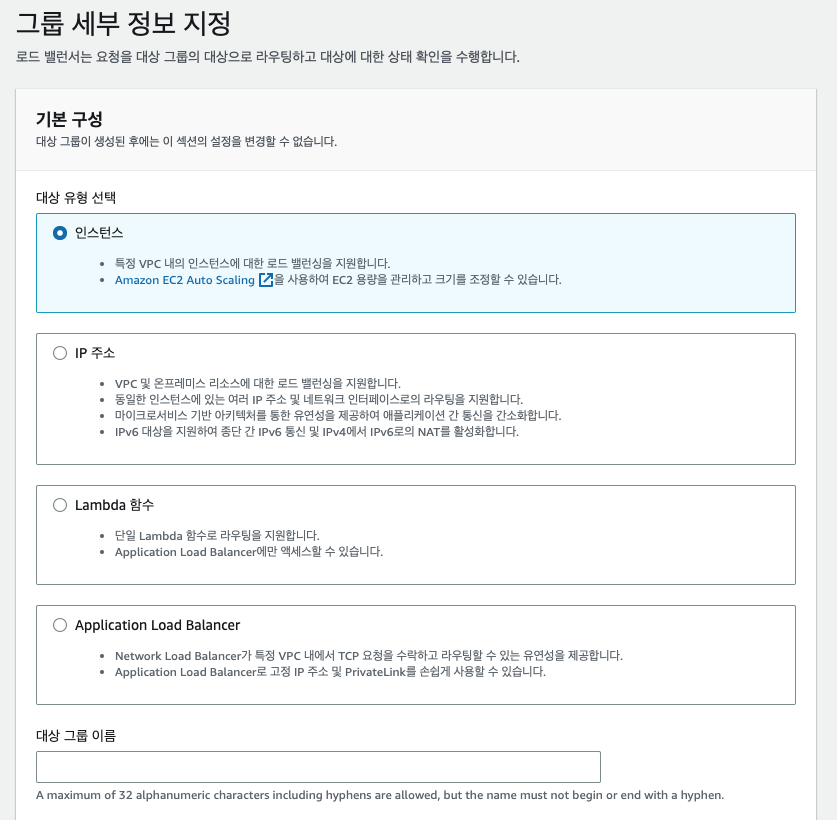 그룹 세부 정보 지정
로드 밸런서는 요청을 대상 그룹의 대상으로 라우팅하고 대상에 대한 상태 확인을 수행합니다.
기본 구성
대상 그룹이 생성된 후에는 이 섹션의 설정을 변경할 수 없습니다.
대상 유형 선택
인스턴스
• 특정 VPC 내의 인스턴스에 대한 로드 밸런싱을 지원합니다.
• Amazon EC2 Auto Scaling을 사용하여 EC2 용량을 관리하고 크기를 조정할 수 있습니다.
IP 주소
• VPC 및 온프레미스 리소스에 대한 로드 밸런싱을 지원합니다.
• 동일한 인스턴스에 있는 여러 IP 주소 및 네트워크 인터페이스로의 라우팅을 지원합니다.
• 마이크로서비스 기반 아키텍처를 통한 유연성을 제공하여 애플리케이션 간 통신을 간소화합니다.
• IPv6 대상을 지원하여 종단 간 IPv6 통신 및 IPv4에서 IPv6로의 NAT를 활성화합니다.
Lambda 함수
• 단일 Lambda 함수로 라우팅을 지원합니다.
• Application Load Balancer에만 액세스할 수 있습니다.
Application Load Balancer
• Network Load Balancer가 특정 VPC 내에서 TCP 요청을 수락하고 라우팅할 수 있는 유연성을 제공합니다.
• Application Load Balancer로 고정 IP 주소 및 PrivateLink를 손쉽게 사용할 수 있습니다.
대상 그룹 이름
A maximum of 32 alphanumeric characters including hyphens are allowed, but the name must not begin or end with a hyphen.